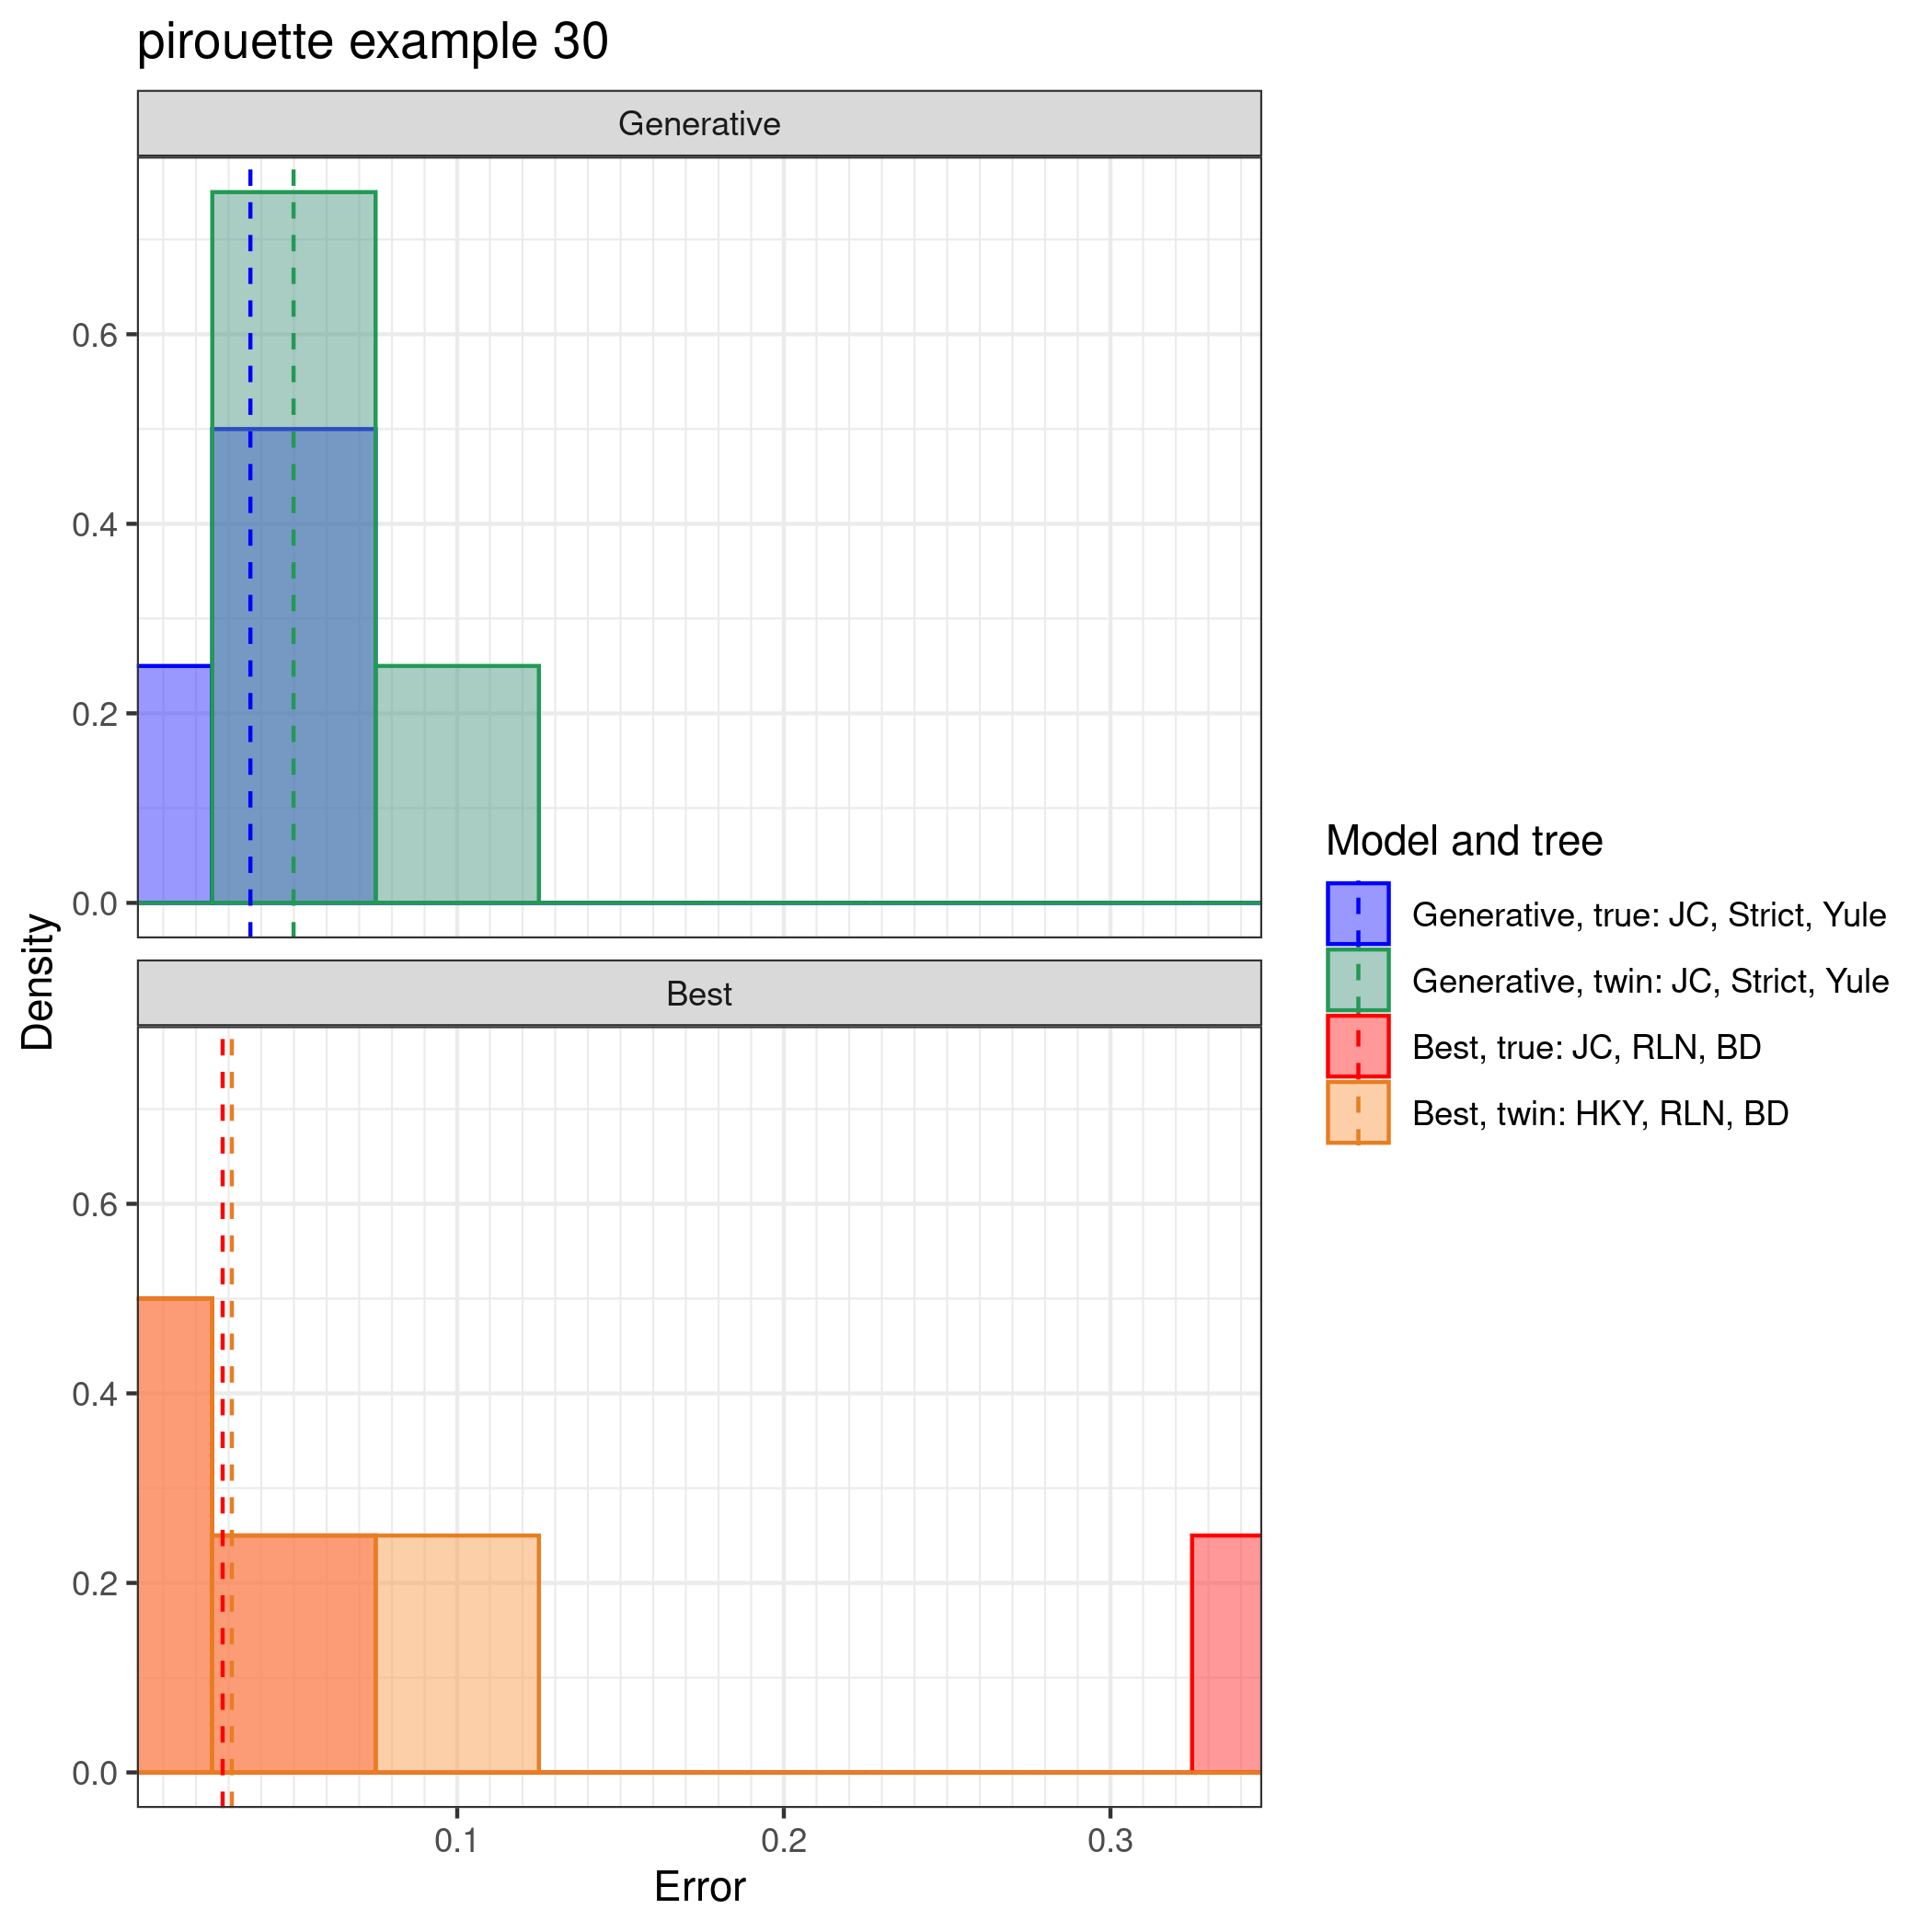 pirouette example 30
Generative
0.6
0.4
0.2
0.0
Density
Best
0.6
0.4
0.2
0.0
0.1
0.2
0.3
Error
Model and tree
Generative, true: JC, Strict, Yule
Generative, twin: JC, Strict, Yule
Best, true: JC, RLN, BD
Best, twin: HKY, RLN, BD